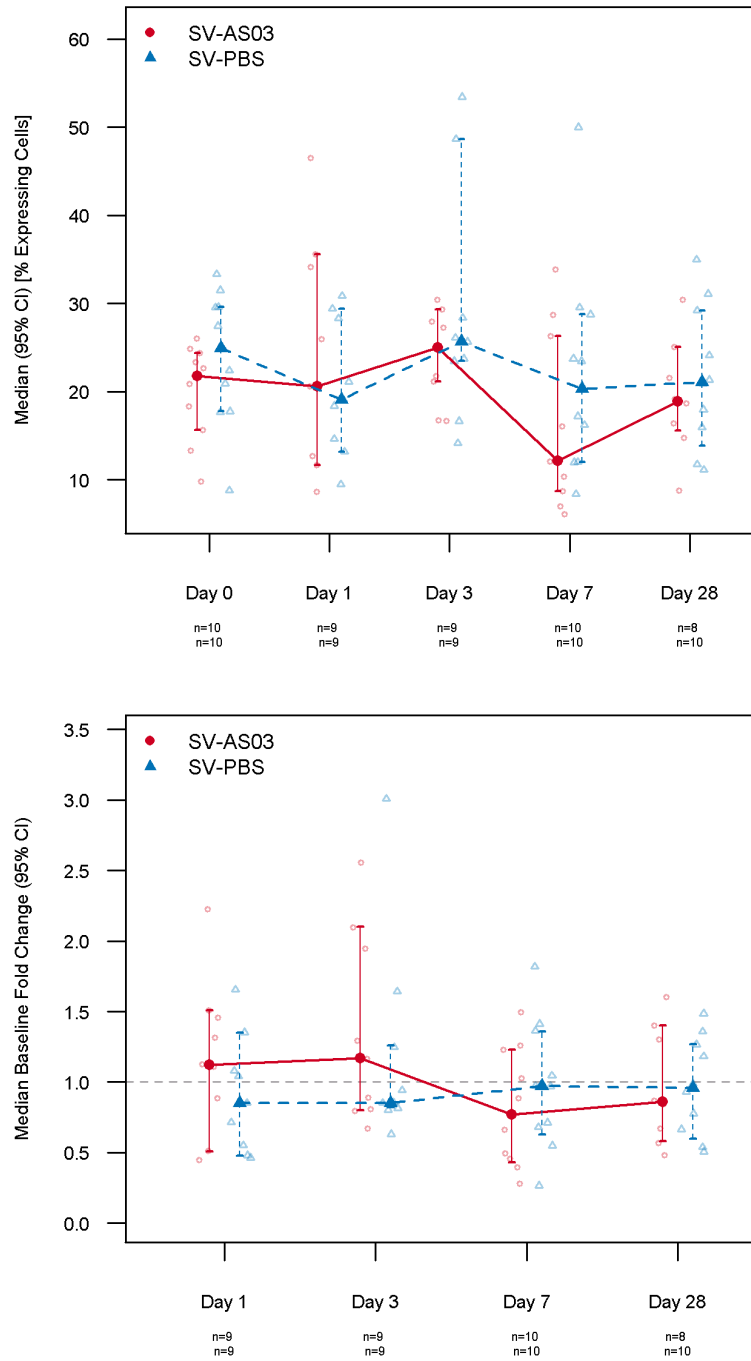 Median (95% CI) [% Expressing Cells]
60
50
40
30
20
10
SV-AS03
SV-PBS
Day 0 Day 1 Day 3 Day 7 Day 28
n=10 n=9 n=9 n=10 n=8
n=10 n=9 n=9 n=10 n=10
Median Baseline Fold Change (95% CI)
3.5
3.0
2.5
2.0
1.5
1.0
0.5
0.0
SV-AS03
SV-PBS
Day 1 Day 3 Day 7 Day 28
n=9 n=9 n=10 n=8
n=9 n=9 n=10 n=10